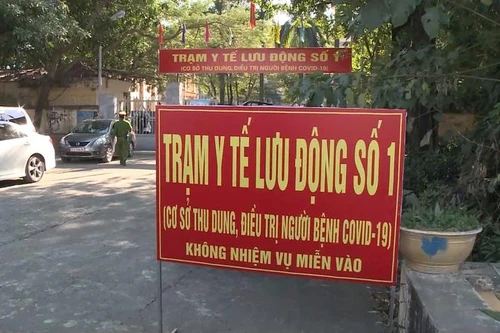 TRẠM Y TẾ LƯU ĐỘNG SỐ 1
(CƠ SỞ THU DUNG, ĐIỀU TRỊ NGƯỜI BỆNH COVID-19)
TRẠM Y TẾ LƯU ĐỘNG SỐ 1
(CƠ SỞ THU DUNG, ĐIỀU TRỊ NGƯỜI BỆNH COVID-19)
KHÔNG NHIỆM VỤ MIỄN VÀO